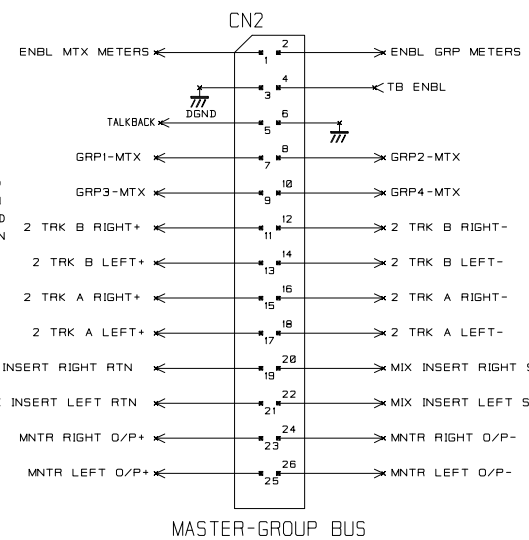 CN2
ENBL MTX METERS 1 2 ENBL GRP METERS
3 4 TB ENBL
DGND
TALKBACK 5 6
GRP1-MTX 7 8 GRP2-MTX
GRP3-MTX 9 10 GRP4-MTX
2 TRK B RIGHT+ 11 12 2 TRK B RIGHT-
2 TRK B LEFT+ 13 14 2 TRK B LEFT-
2 TRK A RIGHT+ 15 16 2 TRK A RIGHT-
2 TRK A LEFT+ 17 18 2 TRK A LEFT-
INSERT RIGHT RTN 19 20 MIX INSERT RIGHT
INSERT LEFT RTN 21 22 MIX INSERT LEFT
MNTR RIGHT O/P+ 23 24 MNTR RIGHT O/P-
MNTR LEFT O/P+ 25 26 MNTR LEFT O/P-
MASTER-GROUP BUS